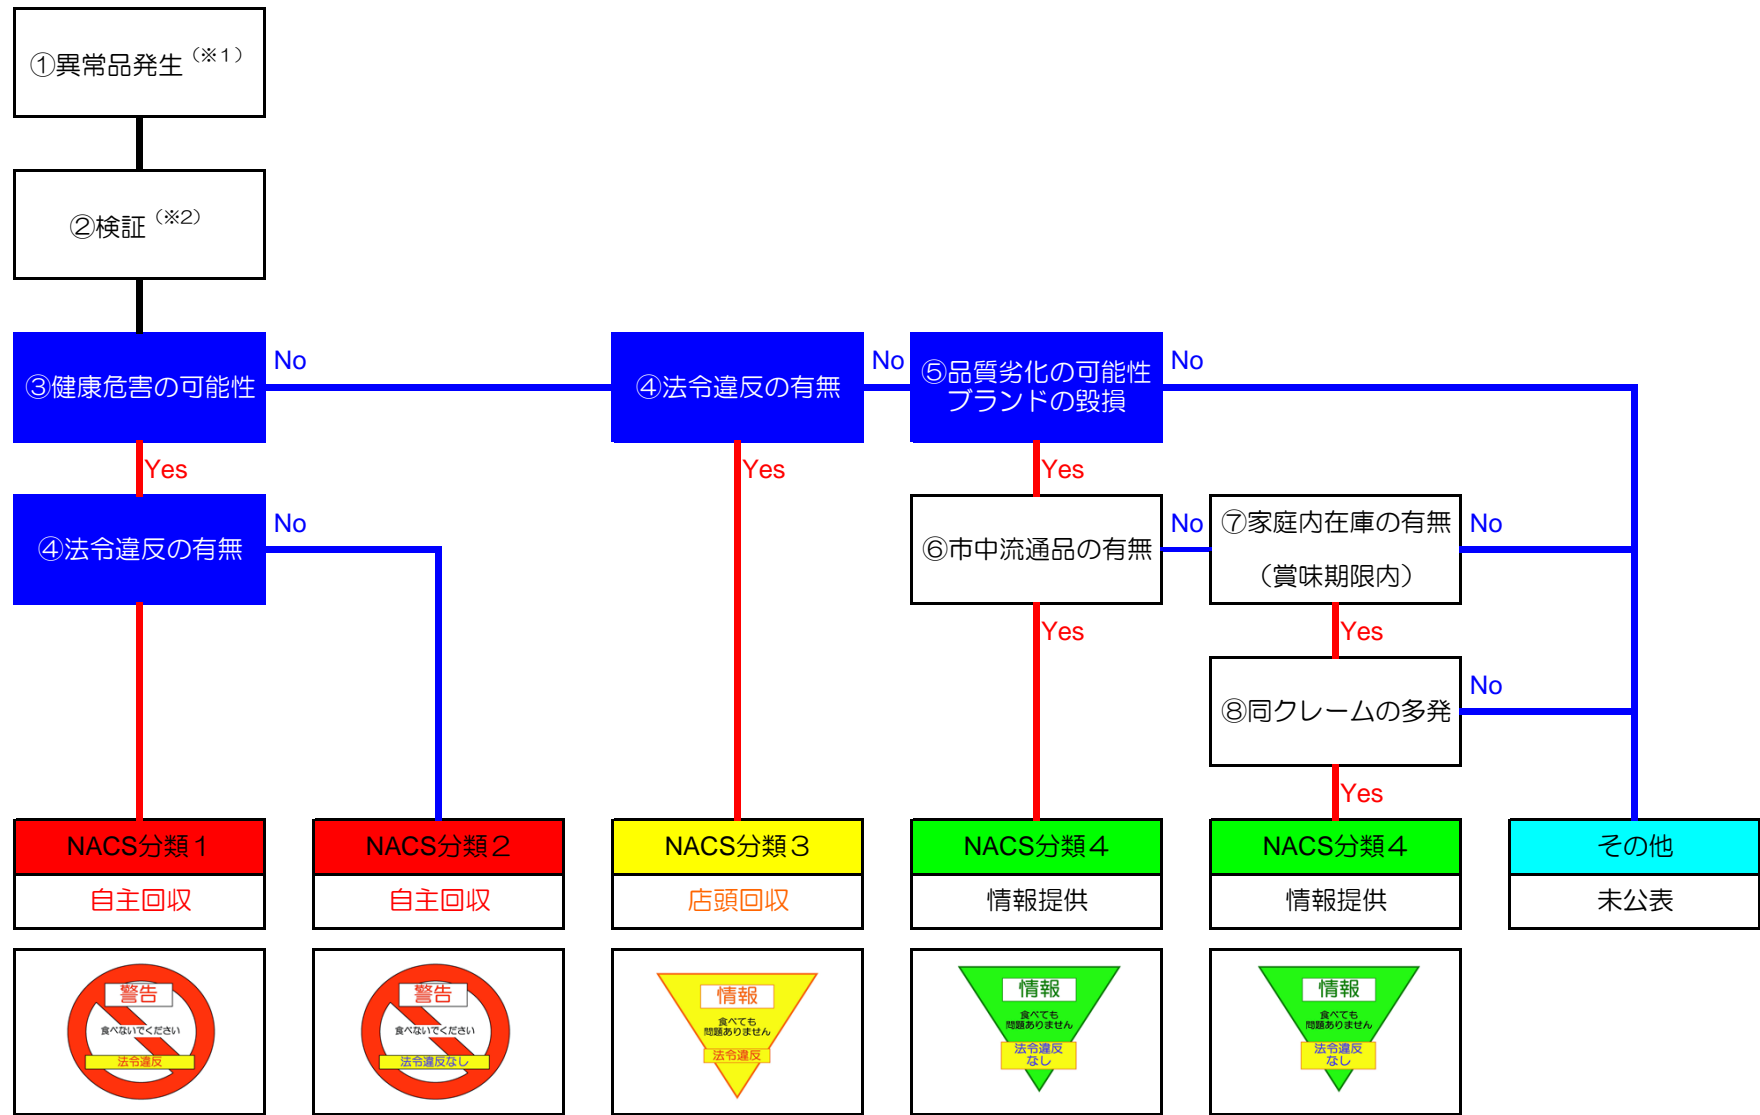 ①異常品発生（※１）
②検証（※２）
③健康危害の可能性
No
④法令違反の有無
No
⑤品質劣化の可能性
ブランドの毀損
No
Yes
Yes
Yes
④法令違反の有無
No
⑥市中流通品の有無
No
⑦家庭内在庫の有無
（賞味期限内）
No
Yes
Yes
⑧同クレームの多発
No
Yes
NACS分類１
NACS分類２
NACS分類３
NACS分類４
NACS分類４
その他
自主回収
自主回収
店頭回収
情報提供
情報提供
未公表
警告
食べないでください
法令違反
警告
食べないでください
法令違反なし
情報
食べても
問題ありません
法令違反
情報
食べても
問題ありません
法令違反
なし
情報
食べても
問題ありません
法令違反
なし